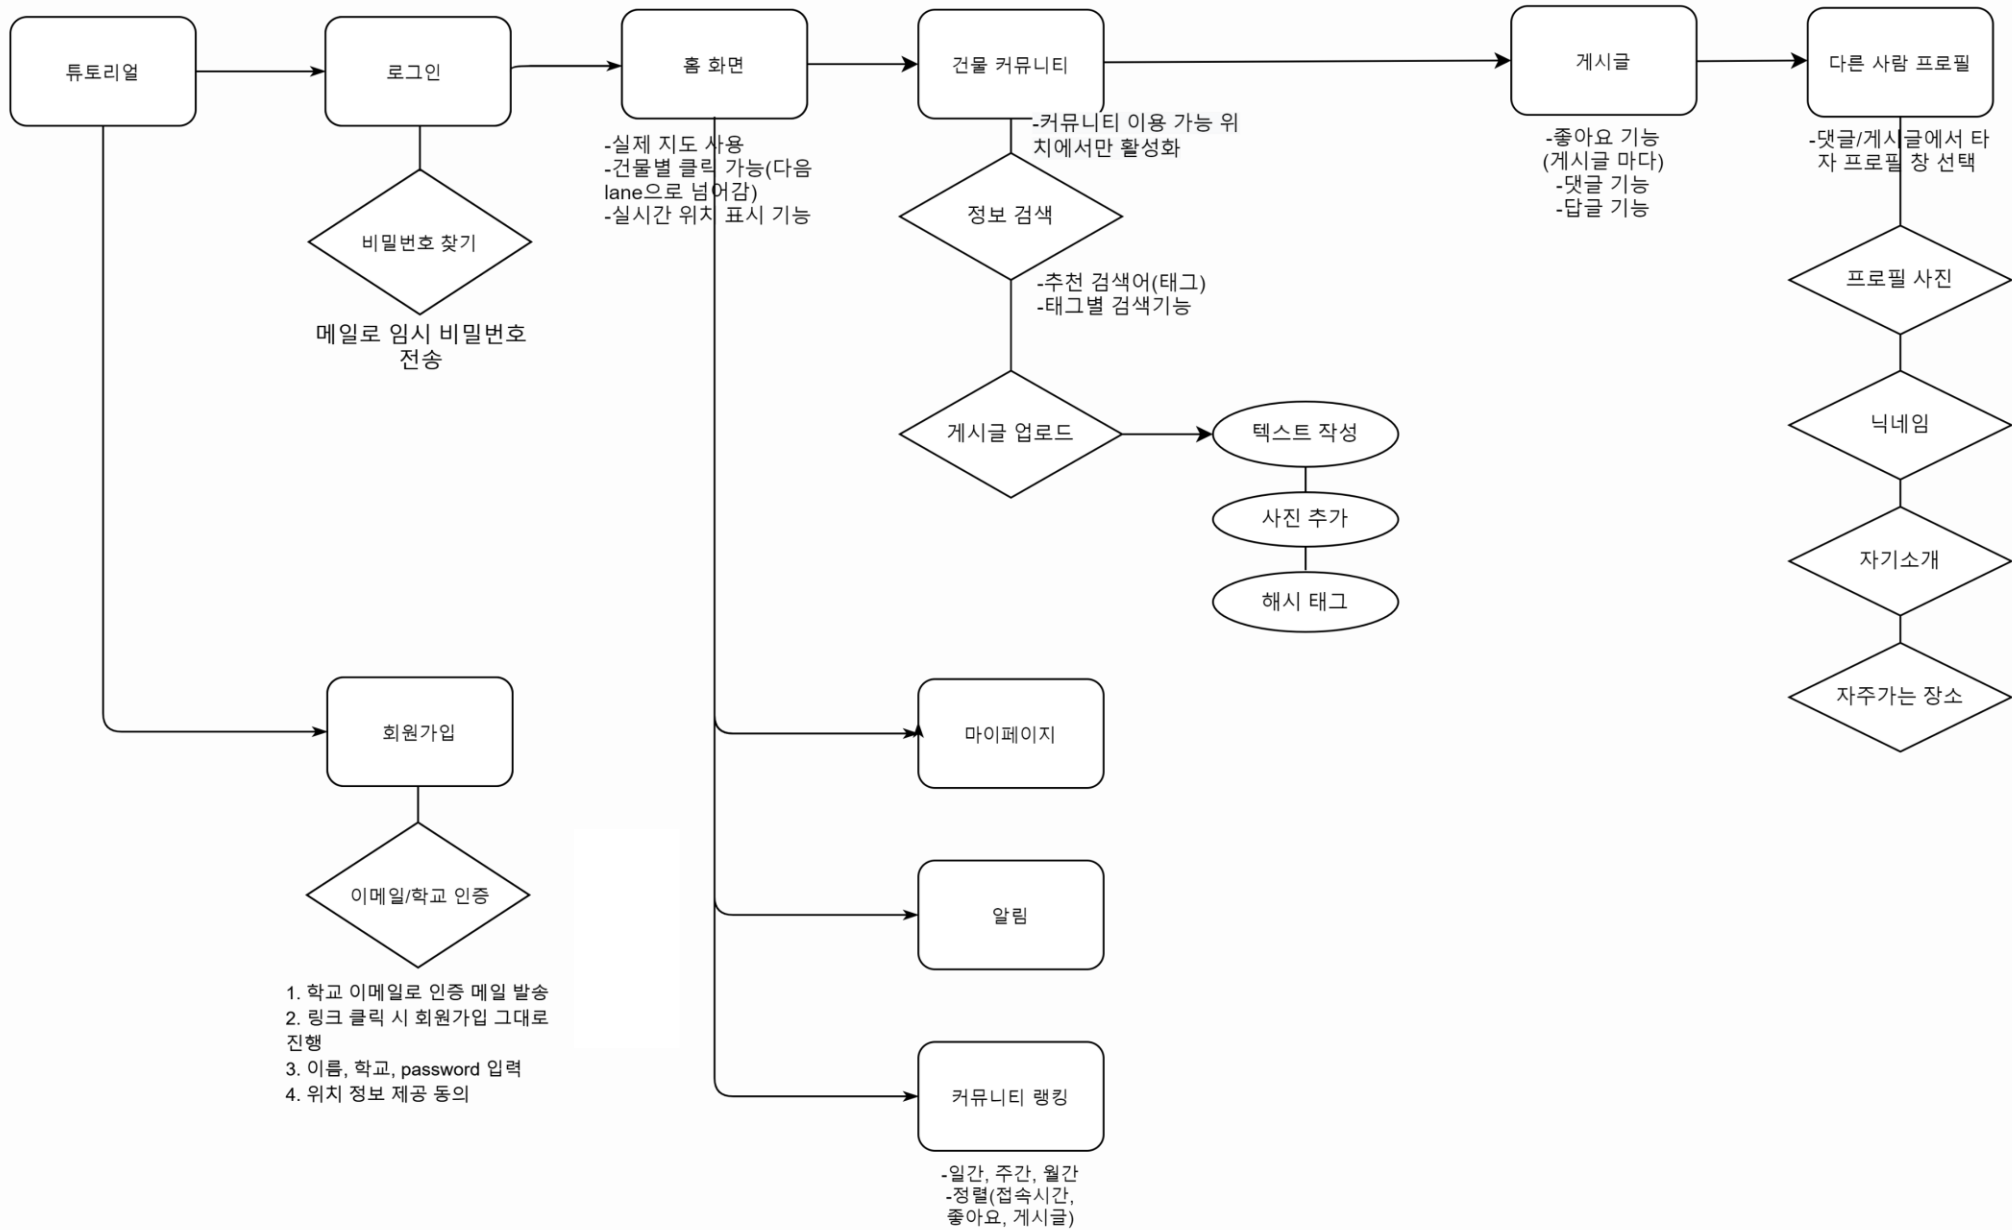 튜토리얼
로그인
홈 화면
건물 커뮤니티
게시글
다른 사람 프로필
-실제 지도 사용
-건물별 클릭 가능(다음
lane으로 넘어감)
-실시간 위치 표시 기능
-커뮤니티 이용 가능 위
치에서만 활성화
-좋아요 기능
(게시글 마다)
-댓글 기능
-답글 기능
-댓글/게시글에서 타
자 프로필 창 선택
비밀번호 찾기
메일로 임시 비밀번호
전송
정보 검색
-추천 검색어(태그)
-태그별 검색기능
게시글 업로드
텍스트 작성
사진 추가
해시 태그
프로필 사진
닉네임
자기소개
자주가는 장소
회원가입
이메일/학교 인증
1. 학교 이메일로 인증 메일 발송
2. 링크 클릭 시 회원가입 그대로
진행
3. 이름, 학교, password 입력
4. 위치 정보 제공 동의
마이페이지
알림
커뮤니티 랭킹
-일간, 주간, 월간
-정렬(접속시간,
좋아요, 게시글)